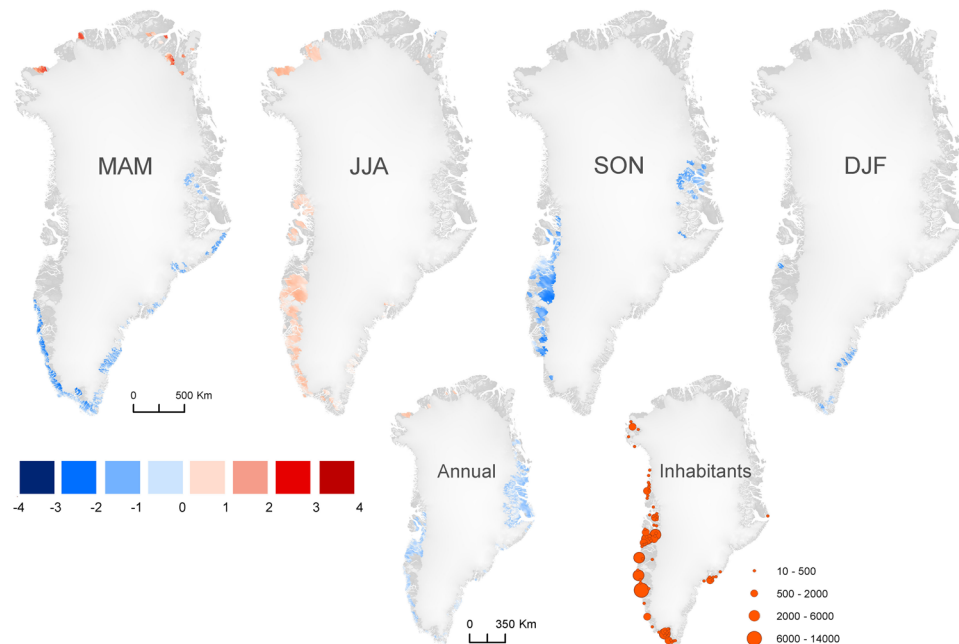 MAM
JJA
SON
DJF
0 500 Km
Annual
Inhabitants
-4 -3 -2 -1 0 1 2 3 4
10 - 500
500 - 2000
2000 - 6000
6000 - 14000
0 350 Km